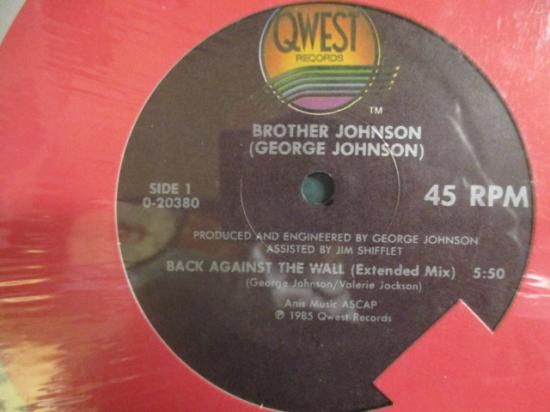 QWEST
RECORDS
TM
BROTHER JOHNSON
(GEORGE JOHNSON)
SIDE 1
0-20380
45 RPM
PRODUCED AND ENGINEERED BY GEORGE JOHNSON
ASSISTED BY JIM SHIFFLET
BACK AGAINST THE WALL (Extended Mix) 5:50
(George Johnson/Valerie Jackson)
Anis Music ASCAP
℗ 1985 Qwest Records